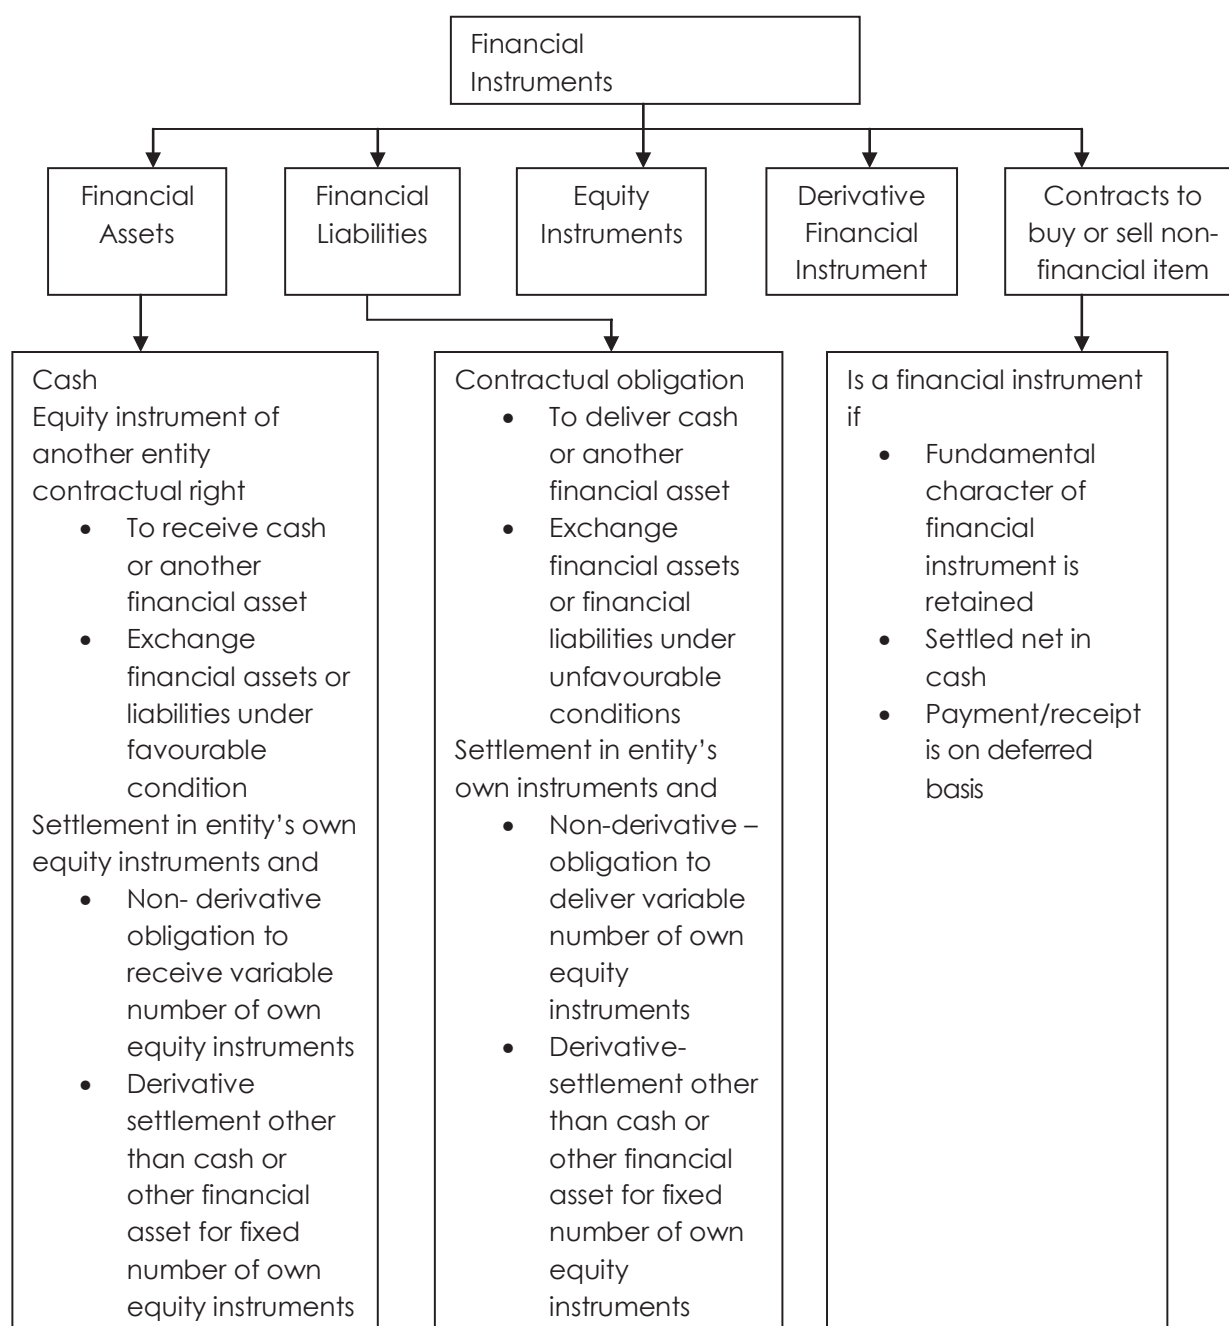 Financial
Instruments
Financial
Assets
Financial
Liabilities
Equity
Instruments
Derivative
Financial
Instrument
Contracts to
buy or sell non-
financial item
Cash
Equity instrument of
another entity
contractual right
• To receive cash
or another
financial asset
• Exchange
financial assets or
liabilities under
favourable
condition
Settlement in entity’s own
equity instruments and
• Non- derivative
obligation to
receive variable
number of own
equity instruments
• Derivative
settlement other
than cash or
other financial
asset for fixed
number of own
equity instruments
Contractual obligation
• To deliver cash
or another
financial asset
• Exchange
financial assets
or financial
liabilities under
unfavourable
conditions
Settlement in entity’s
own instruments and
• Non-derivative –
obligation to
deliver variable
number of own
equity
instruments
• Derivative-
settlement other
than cash or
other financial
asset for fixed
number of own
equity
instruments
Is a financial instrument
if
• Fundamental
character of
financial
instrument is
retained
• Settled net in
cash
• Payment/receipt
is on deferred
basis